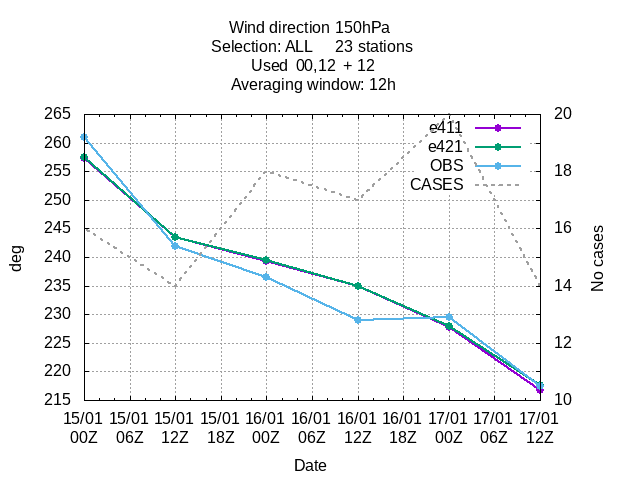 Wind direction 150hPa
Selection: ALL 23 stations
Used 00,12 + 12
Averaging window: 12h
265
260
255
250
245
240
235
230
225
220
215
deg
20
18
16
14
12
10
No cases
e411
e421
OBS
CASES
15/01 15/01 15/01 15/01 16/01 16/01 16/01 16/01 17/01 17/01 17/01
00Z 06Z 12Z 18Z 00Z 06Z 12Z 18Z 00Z 06Z 12Z
Date